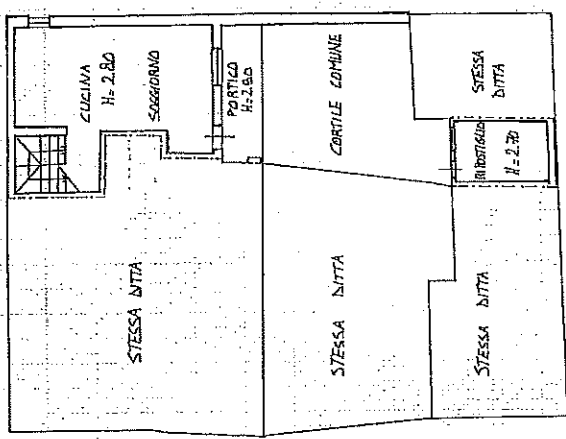 CUCINA
H= 2.80
SOGGIORNO
PORTICO
H=2.80
CORTILE COMUNE
STESSA
DITTA
RIPOSTIGLIO
H=2.70
STESSA DITTA
STESSA DITTA
STESSA DITTA